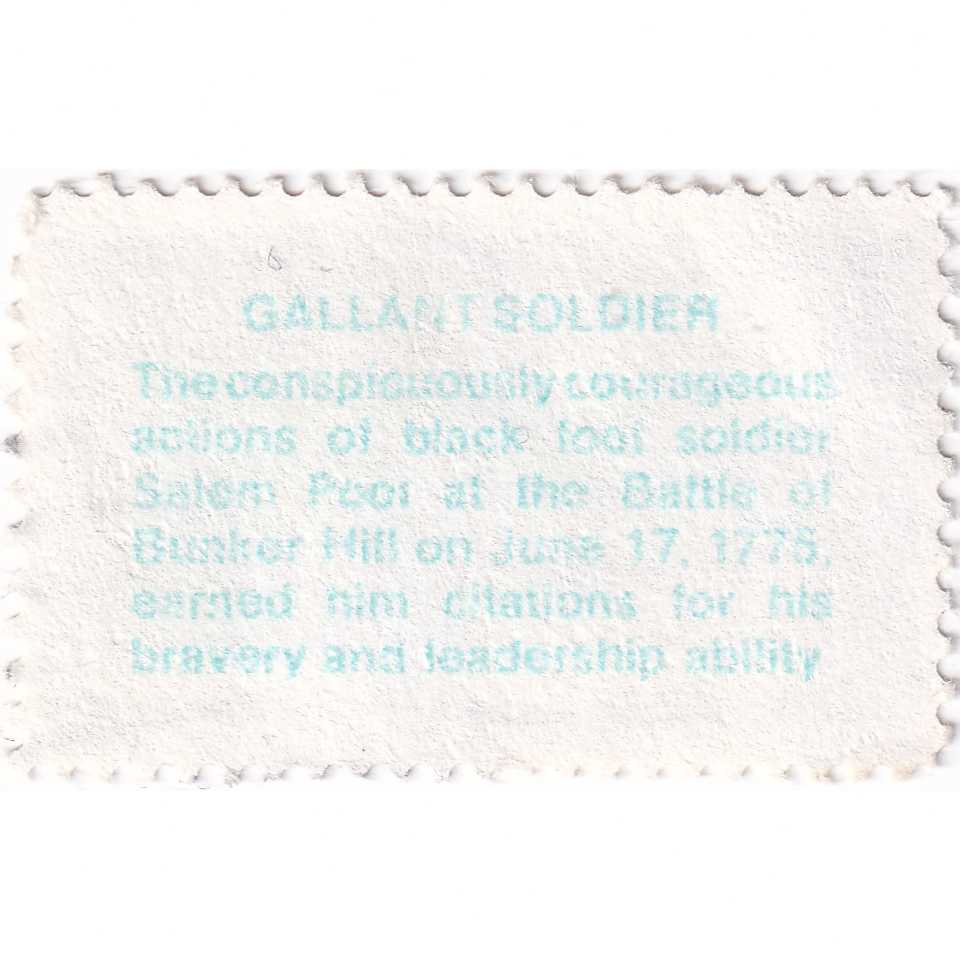 GALLANT SOLDIER
The conspicuously courageous
actions of black foot soldier
Salem Poor at the Battle of
Bunker Hill on June 17, 1775,
earned him citations for his
bravery and leadership ability